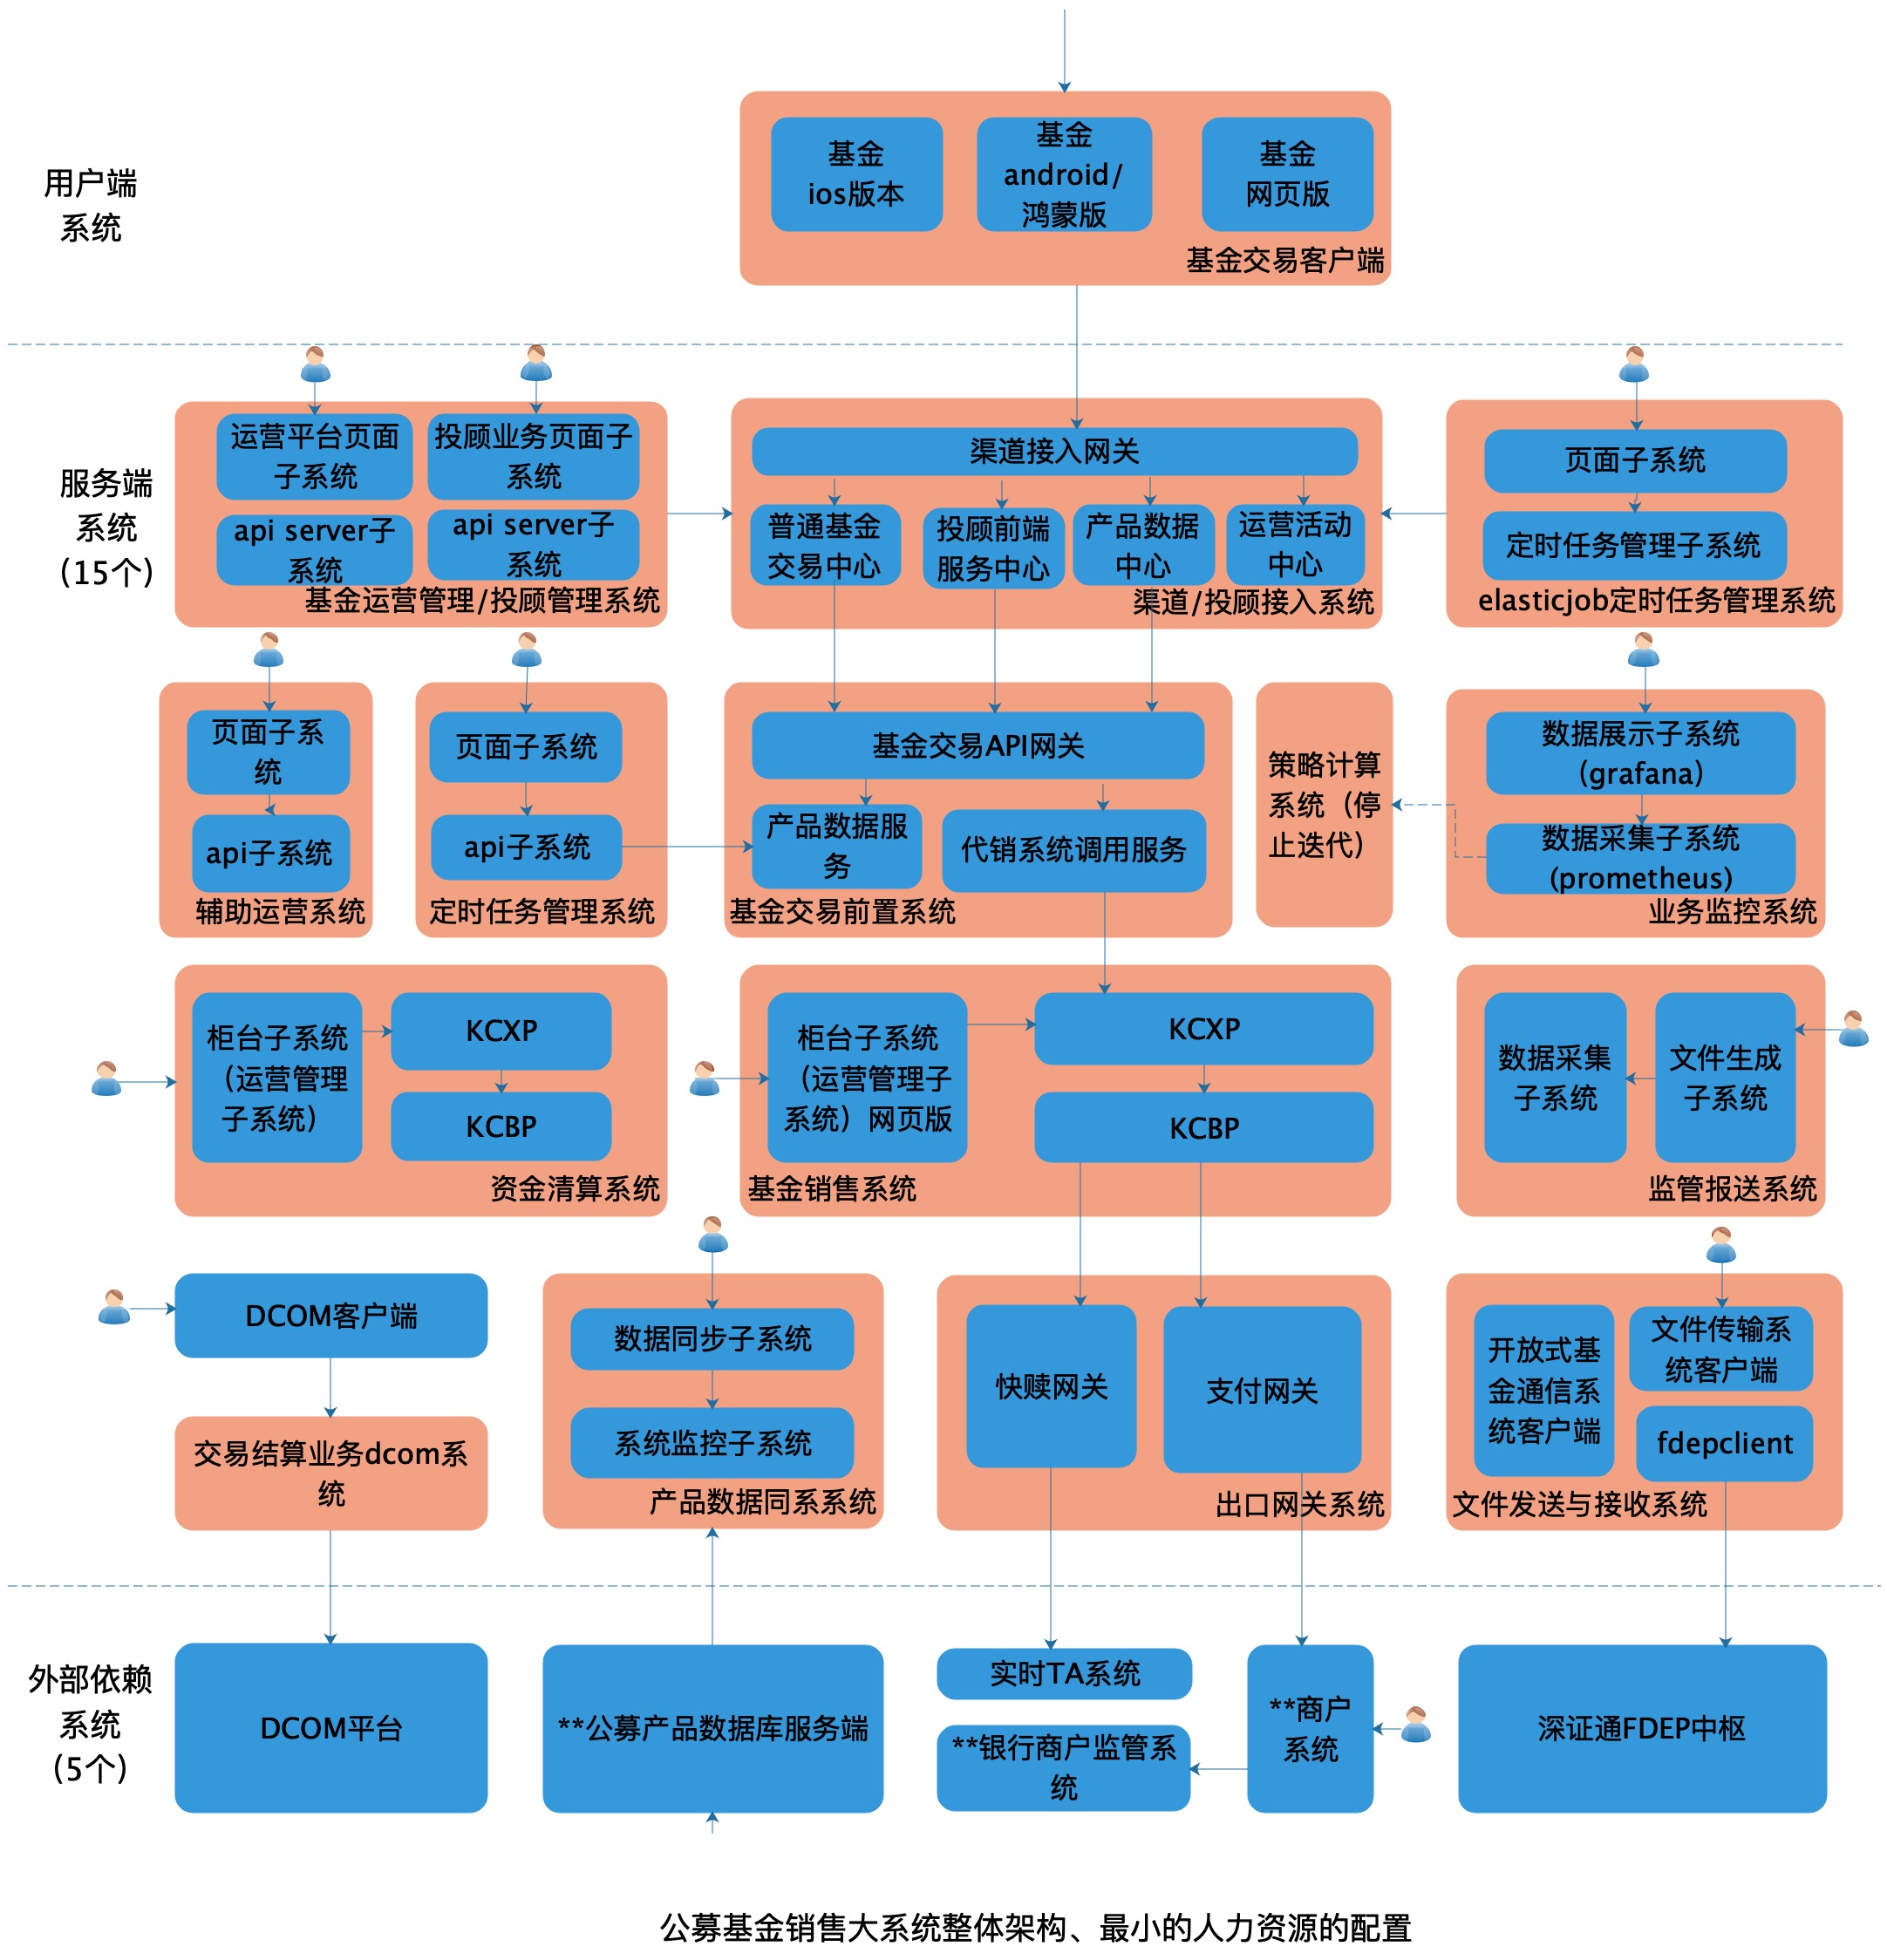 基金
ios版本
基金
android/
鸿蒙版
基金
网页版
基金交易客户端
用户端
系统
运营平台页面
子系统
投顾业务页面子
系统
api server子
系统
api server子
系统
基金运营管理/投顾管理系统
服务端
系统
(15个)
渠道接入网关
普通基金
交易中心
投顾前端
服务中心
产品数据
中心
运营活动
中心
渠道/投顾接入系统
页面子系统
定时任务管理子系统
elasticjob定时任务管理系统
页面子系
统
api子系统
辅助运营系统
页面子系统
api子系统
定时任务管理系统
基金交易API网关
产品数据服
务
代销系统调用服务
基金交易前置系统
策略计算
系统（停
止迭代）
数据展示子系统
（grafana）
数据采集子系统
(prometheus)
业务监控系统
柜台子系统
（运营管理
子系统）
KCXP
KCBP
资金清算系统
柜台子系统
（运营管理子
系统）网页版
KCXP
KCBP
基金销售系统
数据采集
子系统
文件生成
子系统
监管报送系统
DCOM客户端
交易结算业务dcom系
统
数据同步子系统
系统监控子系统
产品数据同系系统
快赎网关
支付网关
出口网关系统
开放式基
金通信系
统客户端
文件传输系
统客户端
fdepclient
文件发送与接收系统
外部依赖
系统
(5个)
DCOM平台
**公募产品数据库服务端
实时TA系统
**银行商户监管系
统
**商户
系统
深证通FDEP中枢
公募基金销售大系统整体架构、最小的人力资源的配置